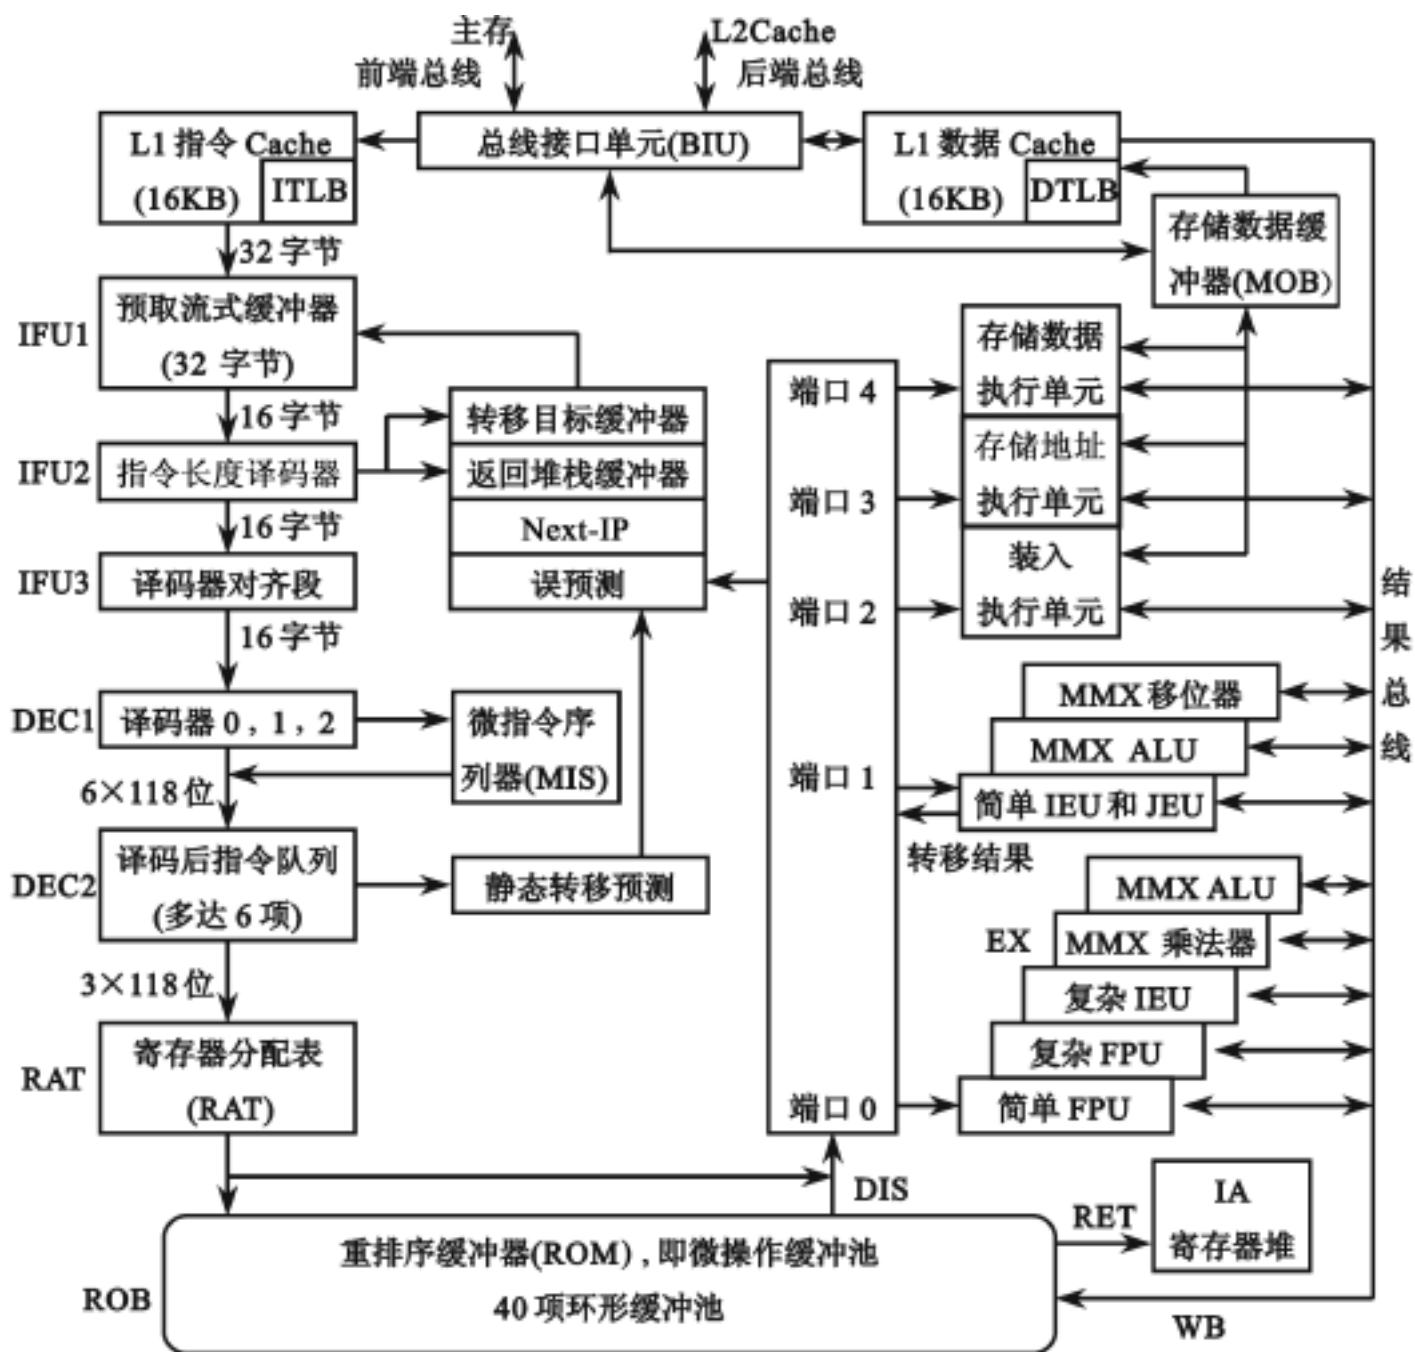 主存
L2Cache
前端总线
后端总线
L1 指令 Cache
(16KB)
ITLB
总线接口单元(BIU)
L1 数据 Cache
(16KB)
DTLB
存储数据缓
冲器(MOB)
32 字节
IFU1
预取流式缓冲器
(32 字节)
16 字节
IFU2
指令长度译码器
16 字节
IFU3
译码器对齐段
16 字节
转移目标缓冲器
返回堆栈缓冲器
Next-IP
误预测
DEC1
译码器 0 , 1 , 2
微指令序
列器(MIS)
6×118 位
DEC2
译码后指令队列
(多达 6 项)
静态转移预测
3×118 位
RAT
寄存器分配表
(RAT)
端口 4
端口 3
端口 2
端口 1
端口 0
存储数据
执行单元
存储地址
执行单元
装入
执行单元
MMX 移位器
MMX ALU
简单 IEU 和 JEU
转移结果
MMX ALU
EX
MMX 乘法器
复杂 IEU
复杂 FPU
简单 FPU
结
果
总
线
DIS
RET
IA
寄存器堆
ROB
重排序缓冲器(ROM) , 即微操作缓冲池
40 项环形缓冲池
WB